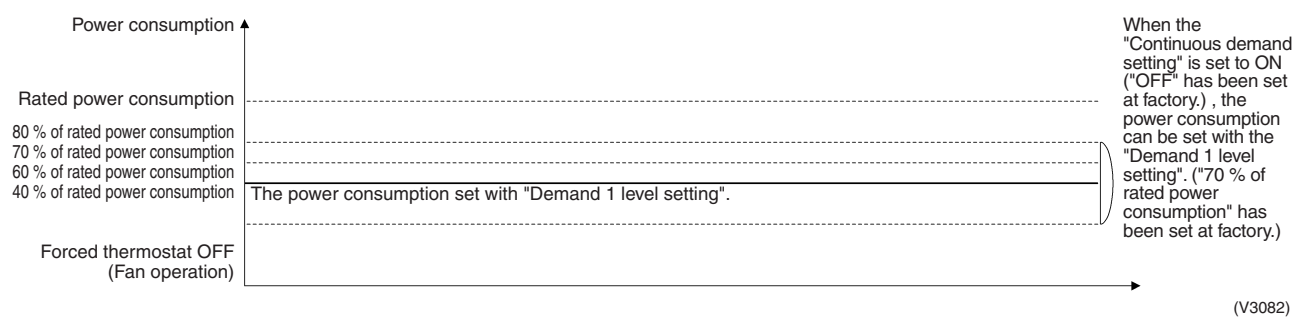 Power consumption
Rated power consumption
80 % of rated power consumption
70 % of rated power consumption
60 % of rated power consumption
40 % of rated power consumption
The power consumption set with "Demand 1 level setting".
Forced thermostat OFF
(Fan operation)
When the
"Continuous demand
setting" is set to ON
("OFF" has been set
at factory.) , the
power consumption
can be set with the
"Demand 1 level
setting". ("70 % of
rated power
consumption" has
been set at factory.)
(V3082)